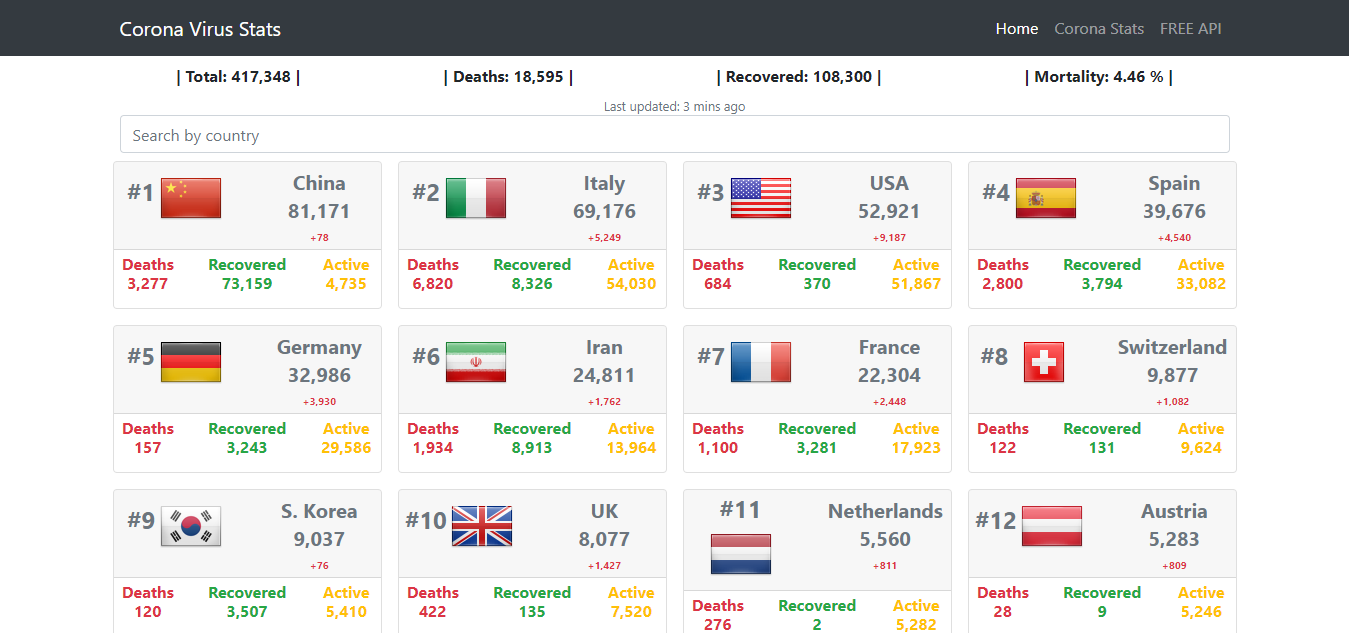 Corona Virus Stats Home Corona Stats FREE API
| Total: 417,348 | | Deaths: 18,595 | | Recovered: 108,300 | | Mortality: 4.46 % |
Last updated: 3 mins ago
Search by country
#1 China
81,171
+78
Deaths Recovered Active
3,277 73,159 4,735
#2 Italy
69,176
+5,249
Deaths Recovered Active
6,820 8,326 54,030
#3 USA
52,921
+9,187
Deaths Recovered Active
684 370 51,867
#4 Spain
39,676
+4,540
Deaths Recovered Active
2,800 3,794 33,082
#5 Germany
32,986
+3,930
Deaths Recovered Active
157 3,243 29,586
#6 Iran
24,811
+1,762
Deaths Recovered Active
1,934 8,913 13,964
#7 France
22,304
+2,448
Deaths Recovered Active
1,100 3,281 17,923
#8 Switzerland
9,877
+1,082
Deaths Recovered Active
122 131 9,624
#9 S. Korea
9,037
+76
Deaths Recovered Active
120 3,507 5,410
#10 UK
8,077
+1,427
Deaths Recovered Active
422 135 7,520
#11 Netherlands
5,560
+811
Deaths Recovered Active
276 2 5,282
#12 Austria
5,283
+809
Deaths Recovered Active
28 9 5,246